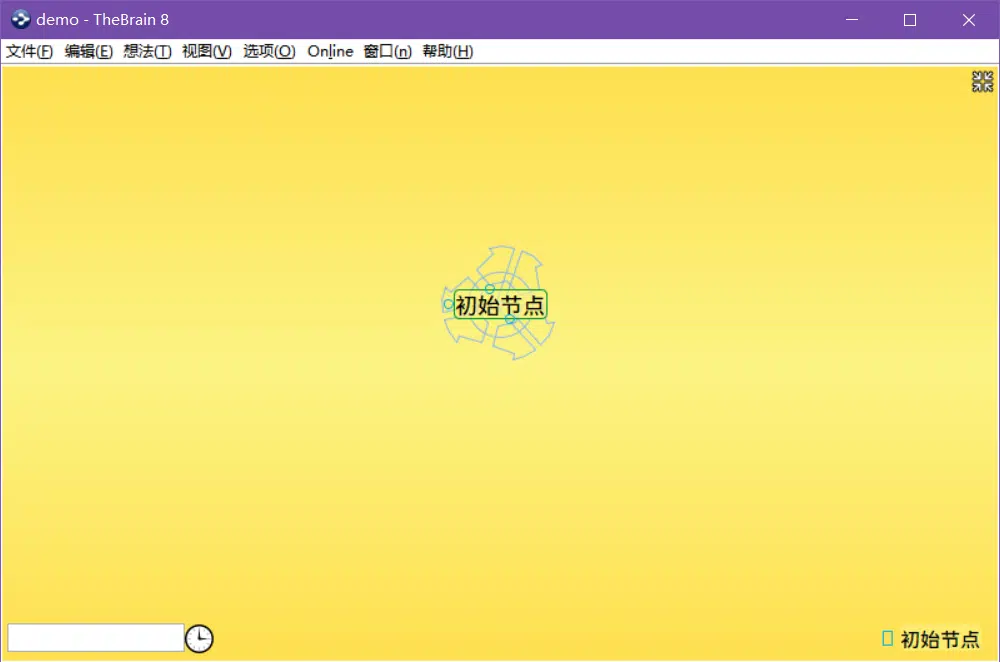 demo - TheBrain 8
文件(F) 编辑(E) 想法(T) 视图(V) 选项(O) Online 窗口(n) 帮助(H)
初始节点
初始节点